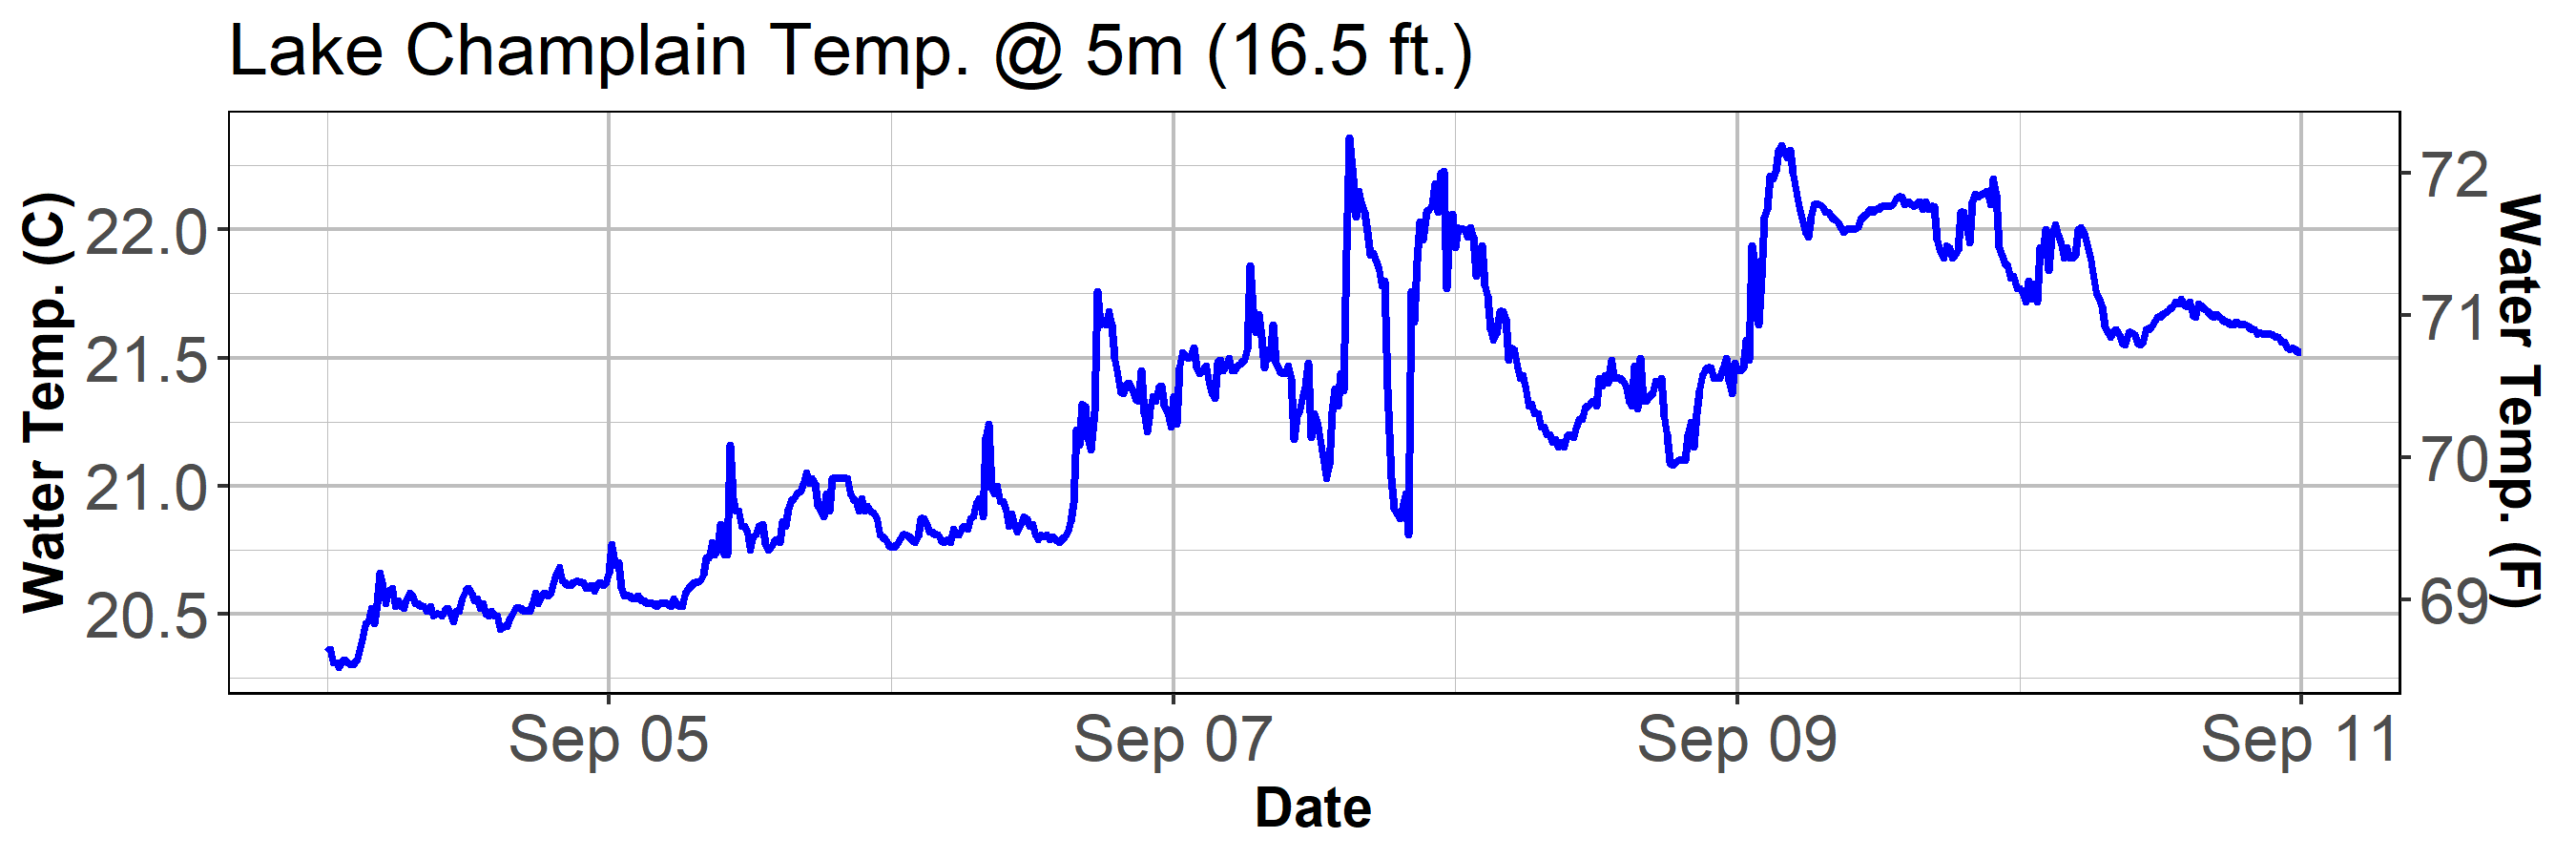 Lake Champlain Temp. @ 5m (16.5 ft.)
Water Temp. (C)
22.0
21.5
21.0
20.5
72
71
70
69
Water Temp. (F)
Sep 05 Sep 07 Sep 09 Sep 11
Date